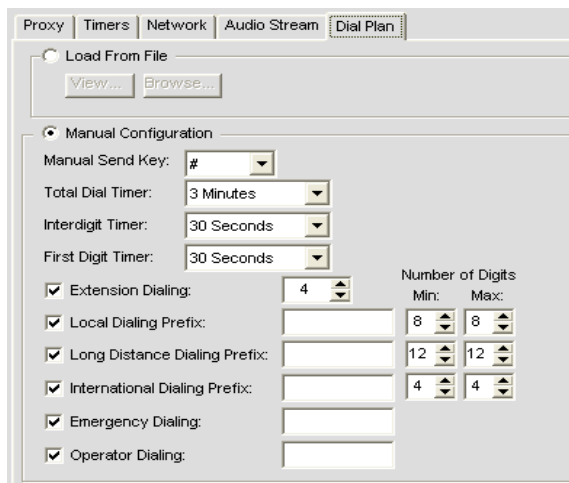 Proxy Timers Network Audio Stream Dial Plan
Load From File
View... Browse...
Manual Configuration
Manual Send Key: #
Total Dial Timer: 3 Minutes
Interdigit Timer: 30 Seconds
First Digit Timer: 30 Seconds
Number of Digits
Extension Dialing: 4 Min: Max:
Local Dialing Prefix: 8 8
Long Distance Dialing Prefix: 12 12
International Dialing Prefix: 4 4
Emergency Dialing:
Operator Dialing: